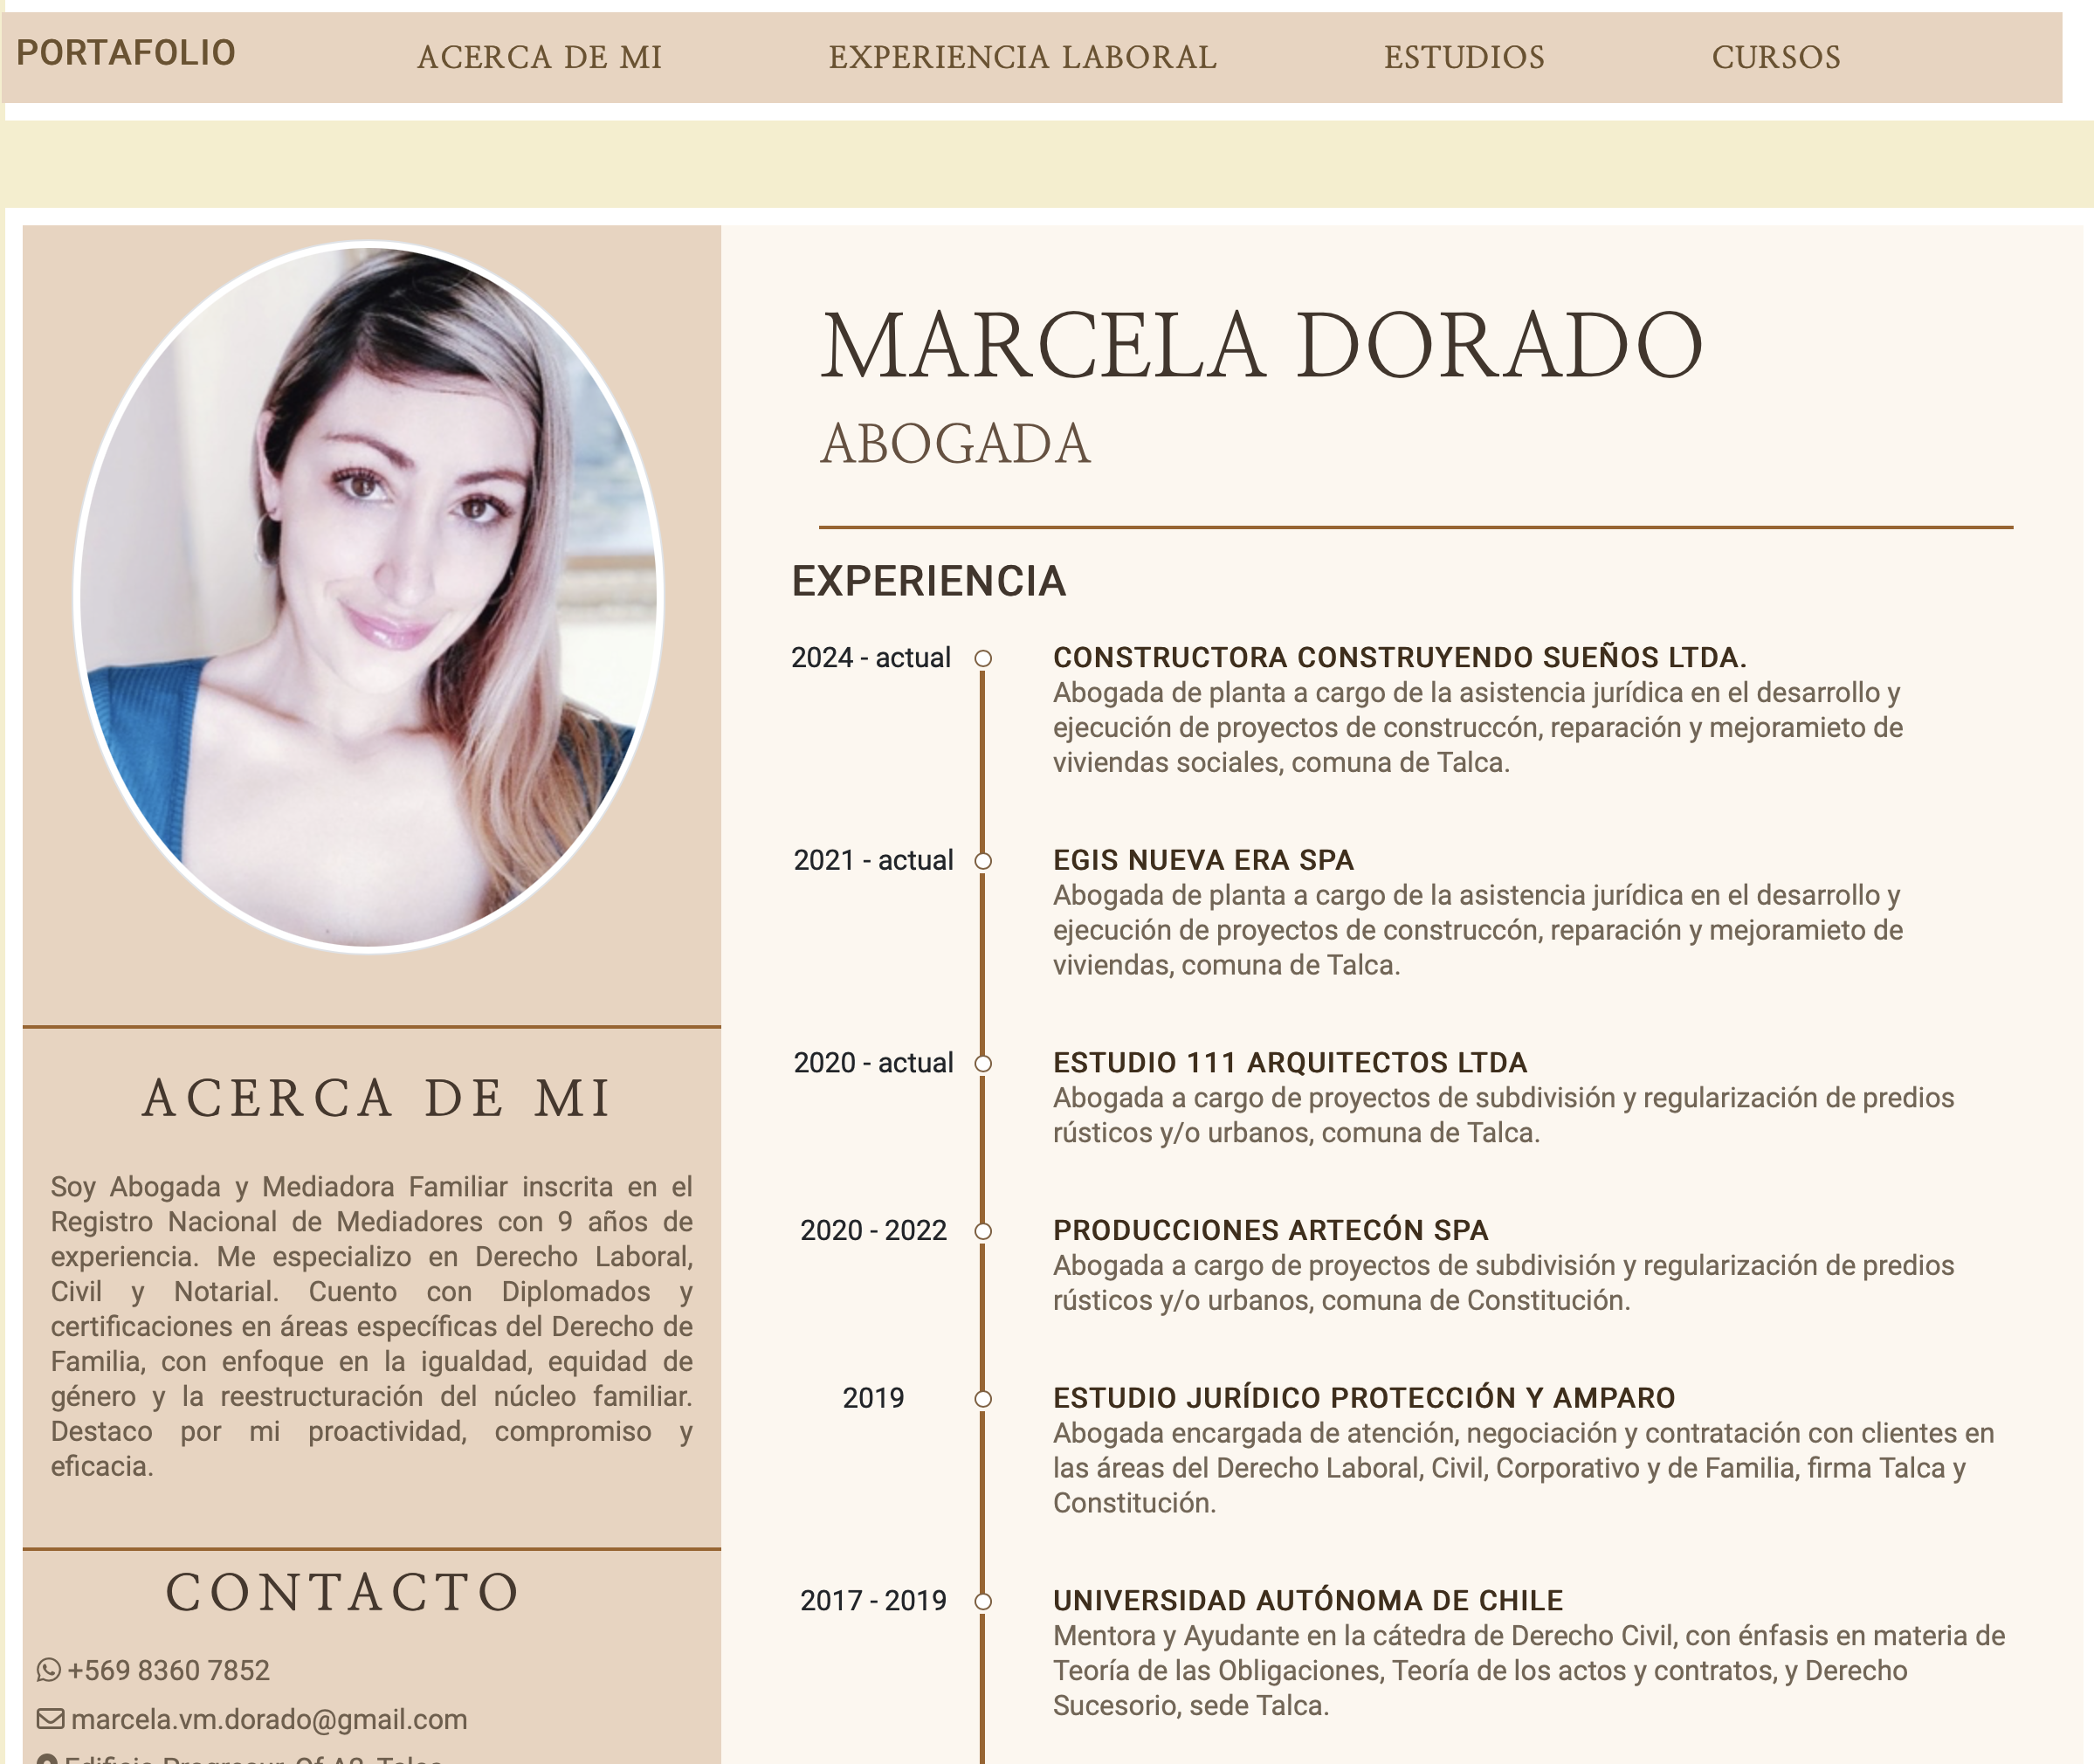 PORTAFOLIO
ACERCA DE MI
EXPERIENCIA LABORAL
ESTUDIOS
CURSOS
MARCELA DORADO
ABOGADA
EXPERIENCIA
2024 - actual
CONSTRUCTORA CONSTRUYENDO SUEÑOS LTDA.
Abogada de planta a cargo de la asistencia jurídica en el desarrollo y
ejecución de proyectos de construccón, reparación y mejoramieto de
viviendas sociales, comuna de Talca.
2021 - actual
EGIS NUEVA ERA SPA
Abogada de planta a cargo de la asistencia jurídica en el desarrollo y
ejecución de proyectos de construccón, reparación y mejoramieto de
viviendas, comuna de Talca.
2020 - actual
ESTUDIO 111 ARQUITECTOS LTDA
Abogada a cargo de proyectos de subdivisión y regularización de predios
rústicos y/o urbanos, comuna de Talca.
2020 - 2022
PRODUCCIONES ARTECÓN SPA
Abogada a cargo de proyectos de subdivisión y regularización de predios
rústicos y/o urbanos, comuna de Constitución.
2019
ESTUDIO JURÍDICO PROTECCIÓN Y AMPARO
Abogada encargada de atención, negociación y contratación con clientes en
las áreas del Derecho Laboral, Civil, Corporativo y de Familia, firma Talca y
Constitución.
2017 - 2019
UNIVERSIDAD AUTÓNOMA DE CHILE
Mentora y Ayudante en la cátedra de Derecho Civil, con énfasis en materia de
Teoría de las Obligaciones, Teoría de los actos y contratos, y Derecho
Sucesorio, sede Talca.
ACERCA DE MI
Soy Abogada y Mediadora Familiar inscrita en el
Registro Nacional de Mediadores con 9 años de
experiencia. Me especializo en Derecho Laboral,
Civil y Notarial. Cuento con Diplomados y
certificaciones en áreas específicas del Derecho de
Familia, con enfoque en la igualdad, equidad de
género y la reestructuración del núcleo familiar.
Destaco por mi proactividad, compromiso y
eficacia.
CONTACTO
+569 8360 7852
marcela.vm.dorado@gmail.com